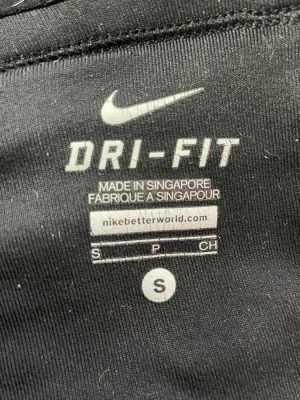 DRI-FIT
MADE IN SINGAPORE
FABRIQUE A SINGAPOUR
nikebetterworld.com
S P CH
S